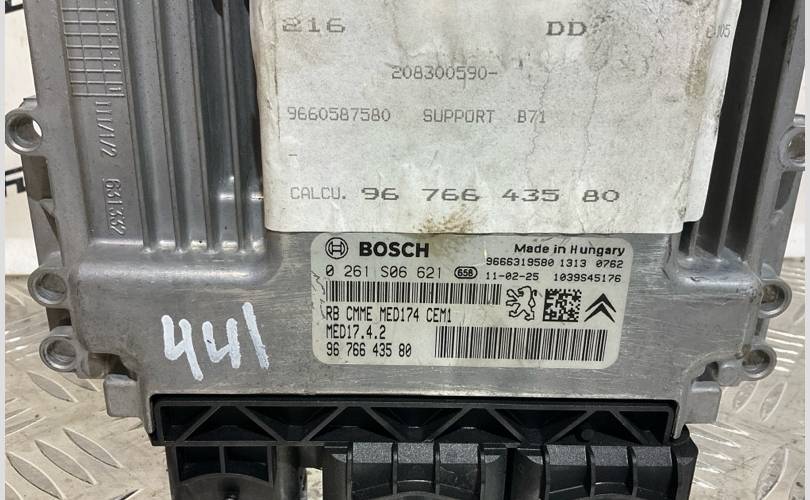 216 DD
208300590-
9660587580 SUPPORT B71
-
CALCU. 96 766 435 80
BOSCH Made in Hungary
9666319580 1313 0762
0 261 S06 621 658 11-02-25 1039S45176
RB CMME MED174 CEM1
MED17.4.2
96 766 435 80
441
631332